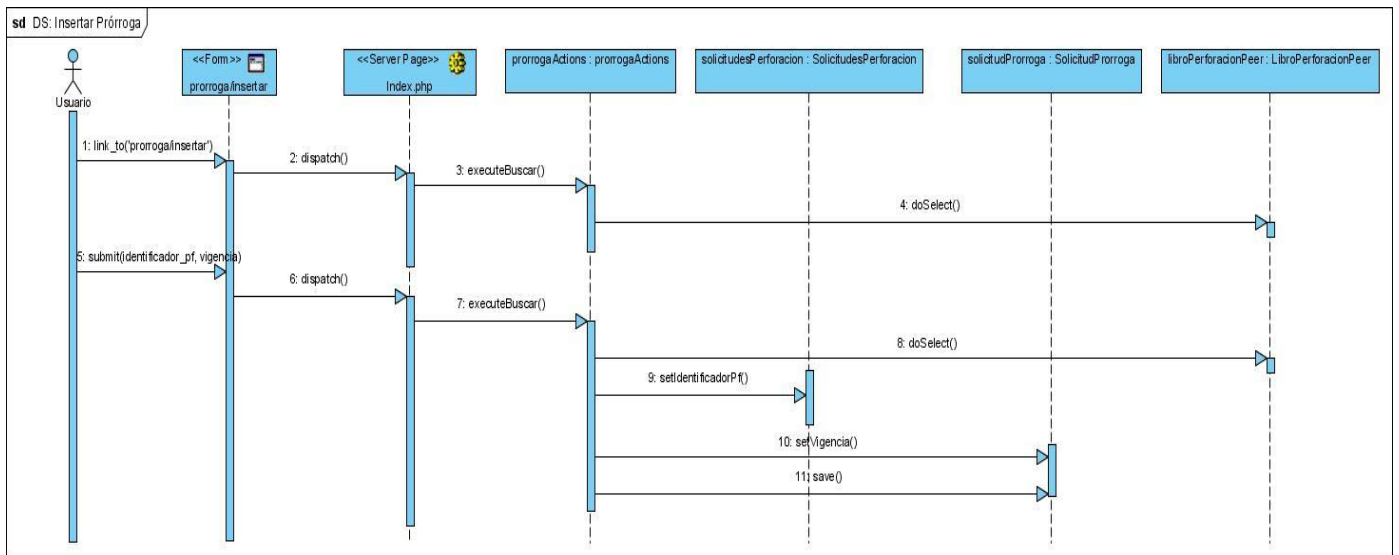 sd DS: Insertar Prórroga
<<Form>>
prorroga/insertar
<<Server Page>>
Index.php
prorrogaActions : prorrogaActions
solicitudesPerforacion : SolicitudesPerforacion
solicitudProrroga : SolicitudProrroga
libroPerforacionPeer : LibroPerforacionPeer
Usuario
1: link_to('prorroga/insertar')
2: dispatch()
3: executeBuscar()
4: doSelect()
5: submit(identificador_pf, vigencia)
6: dispatch()
7: executeBuscar()
8: doSelect()
9: setIdentificadorPf()
10: setVigencia()
11: save()